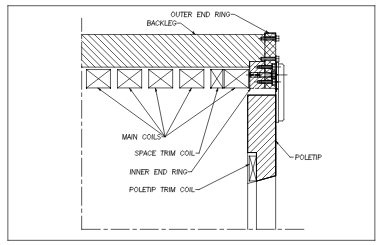 OUTER END RING
BACKLEG
MAIN COILS
SPACE TRIM COIL
POLETIP
INNER END RING
POLETIP TRIM COIL